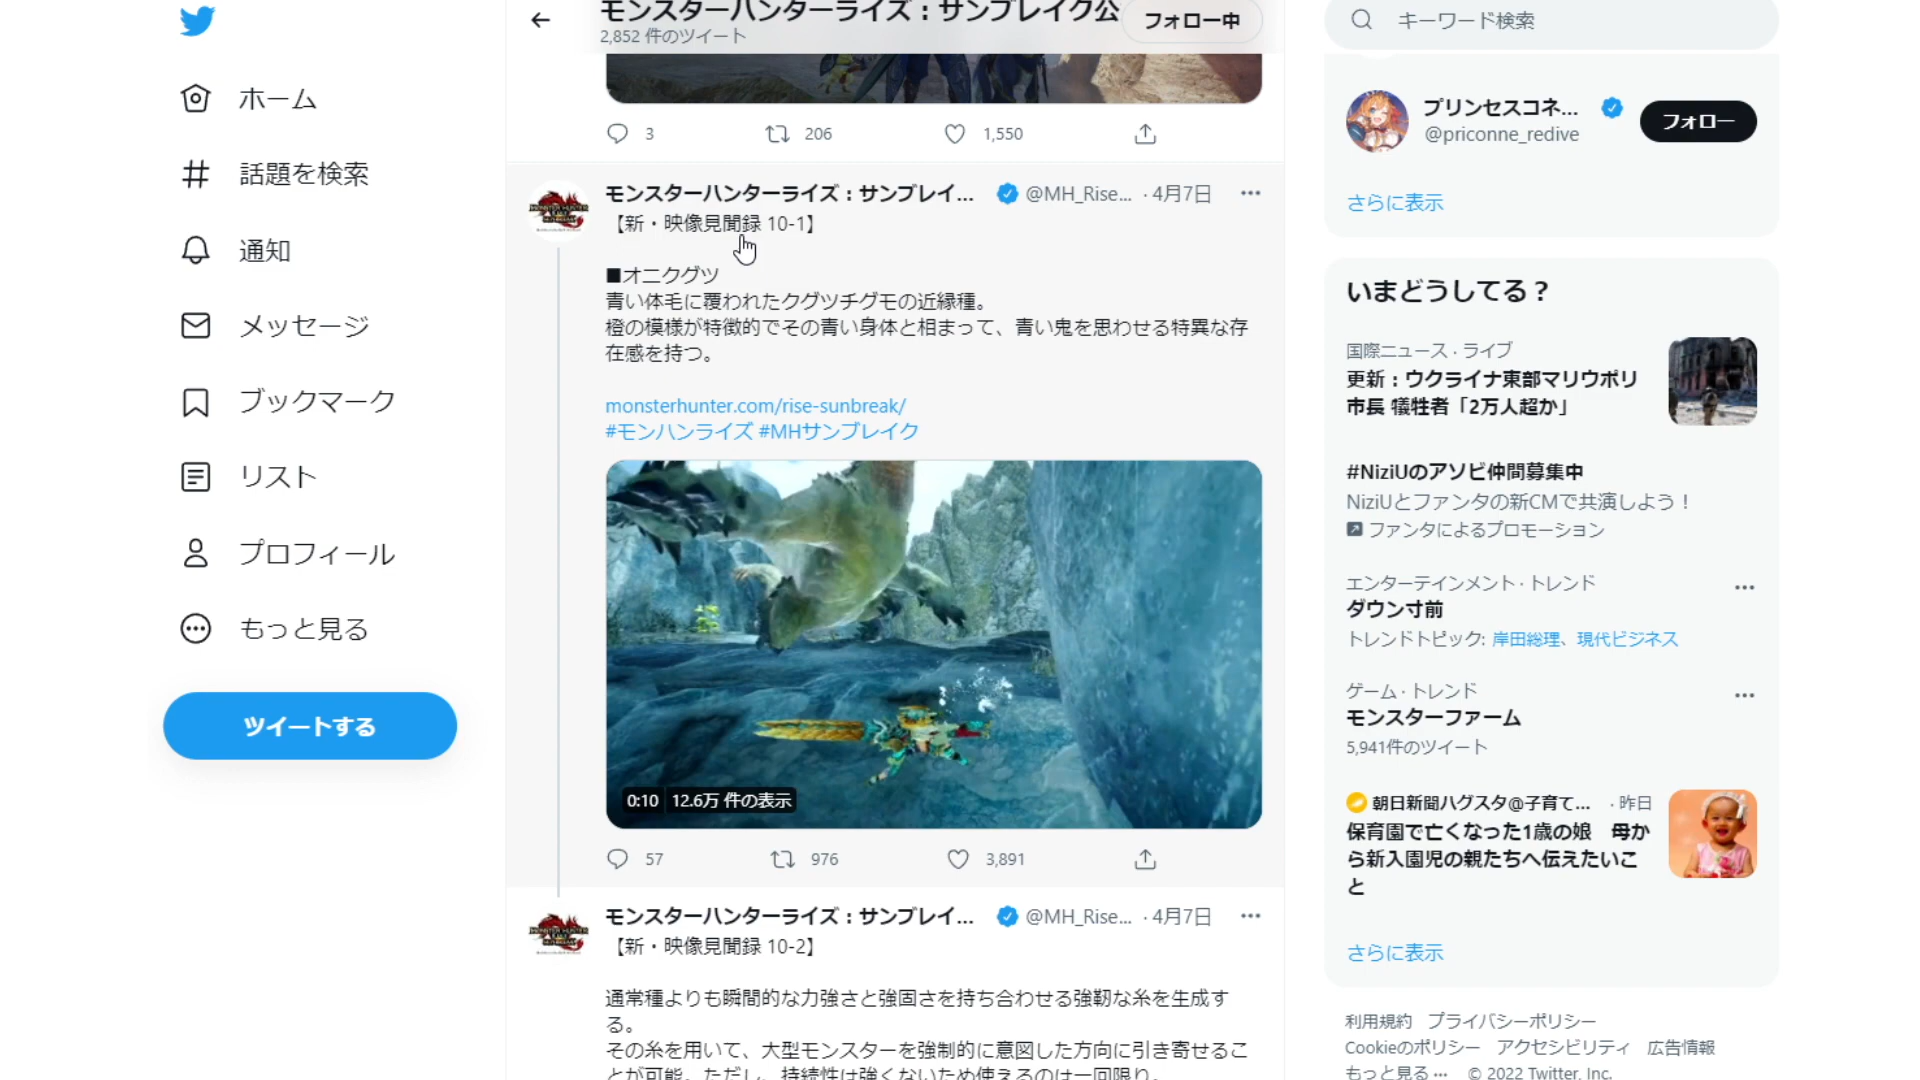 ホーム
話題を検索
通知
メッセージ
ブックマーク
リスト
プロフィール
もっと見る
ツイートする
モンスターハンターライズ：サンブレイク公
2,852 件のツイート
フォロー中
3
206
1,550
モンスターハンターライズ：サンブレイ... @MH_Rise... · 4月7日
【新・映像見聞録 10-1】
■オニクグツ
青い体毛に覆われたクグツチグモの近縁種。
橙の模様が特徴的でその青い身体と相まって、青い鬼を思わせる特異な存
在感を持つ。
monsterhunter.com/rise-sunbreak/
#モンハンライズ #MHサンブレイク
0:10 12.6万 件の表示
57
976
3,891
モンスターハンターライズ：サンブレイ... @MH_Rise... · 4月7日
【新・映像見聞録 10-2】
通常種よりも瞬間的な力強さと強固さを持ち合わせる強靭な糸を生成す
る。
その糸を用いて、大型モンスターを強制的に意図した方向に引き寄せるこ
とが可能。ただし、持続性は強くないため使えるのは一回限り。
キーワード検索
プリンセスコネ...
@priconne_redive
フォロー
さらに表示
いまどうしてる？
国際ニュース · ライブ
更新：ウクライナ東部マリウポリ
市長 犠牲者「2万人超か」
#NiziUのアソビ仲間募集中
NiziUとファンタの新CMで共演しよう！
ファンタによるプロモーション
エンターテインメント · トレンド
ダウン寸前
トレンドトピック: 岸田総理、現代ビジネス
ゲーム · トレンド
モンスターファーム
5,941件のツイート
朝日新聞ハグスタ@子育て... · 昨日
保育園で亡くなった1歳の娘　母か
ら新入園児の親たちへ伝えたいこ
と
さらに表示
利用規約　プライバシーポリシー
Cookieのポリシー　アクセシビリティ　広告情報
もっと見る ··· © 2022 Twitter, Inc.